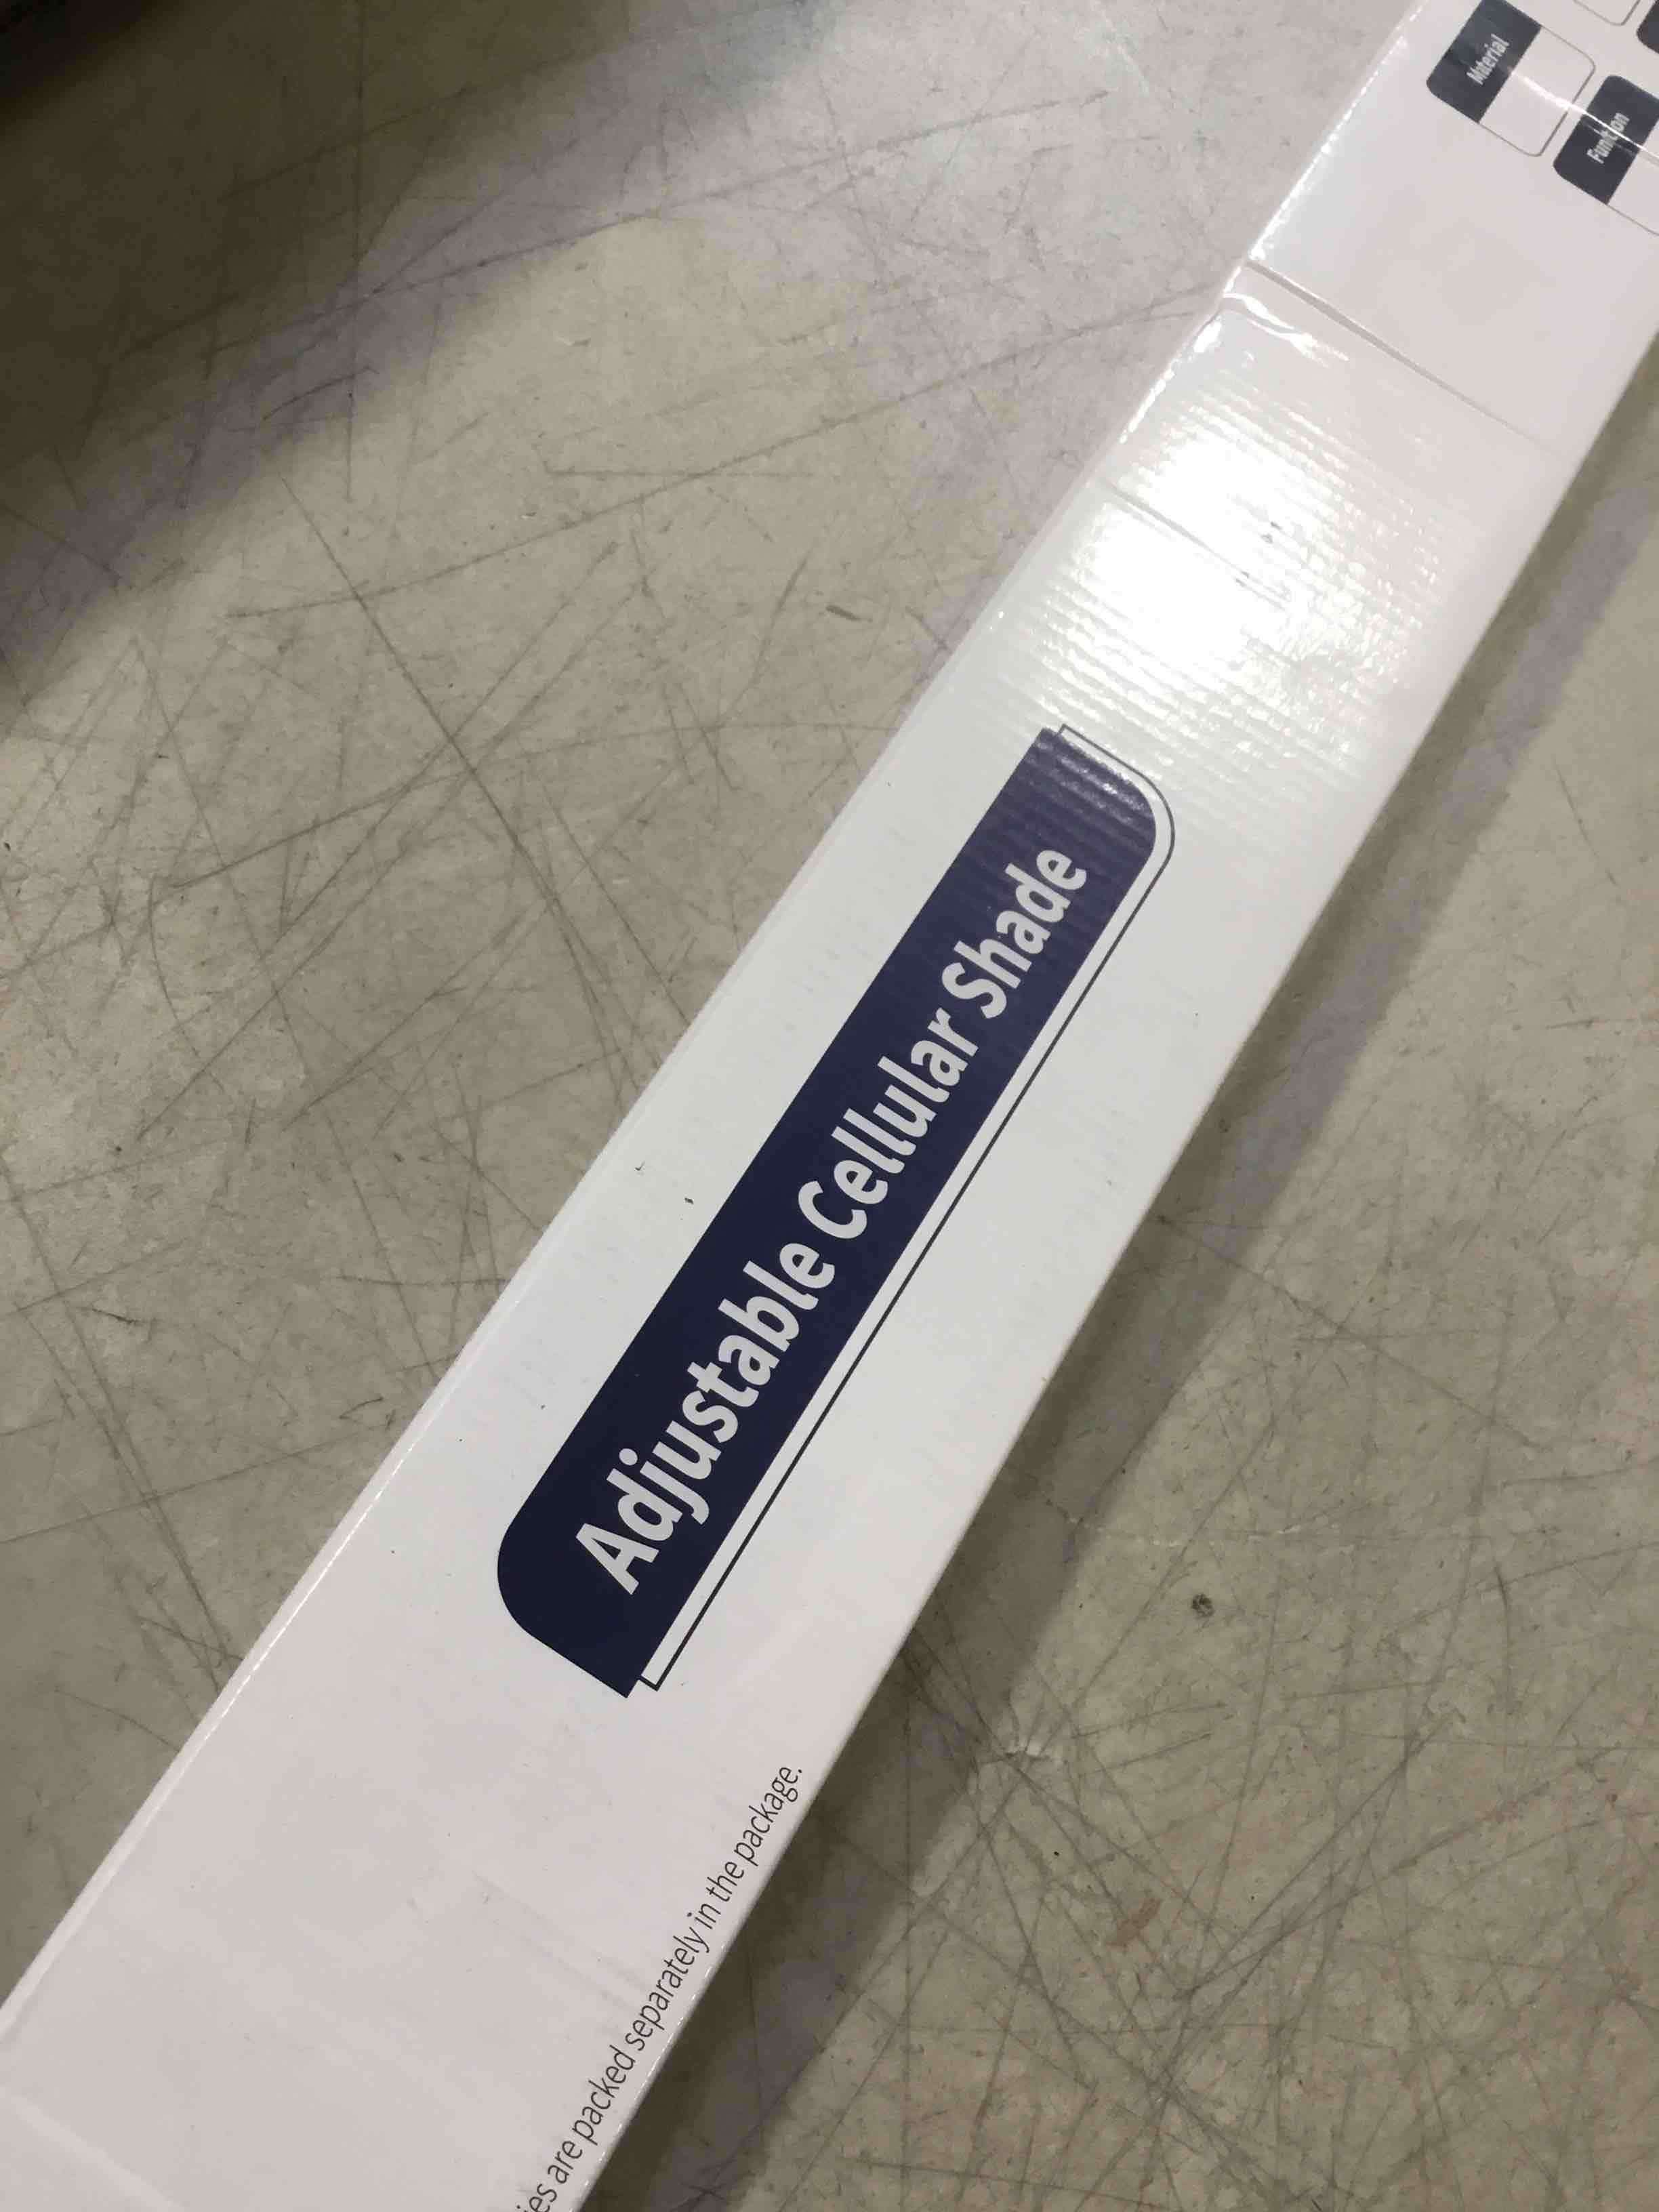 Material
Function
Adjustable Cellular Shade
are packed separately in the package.